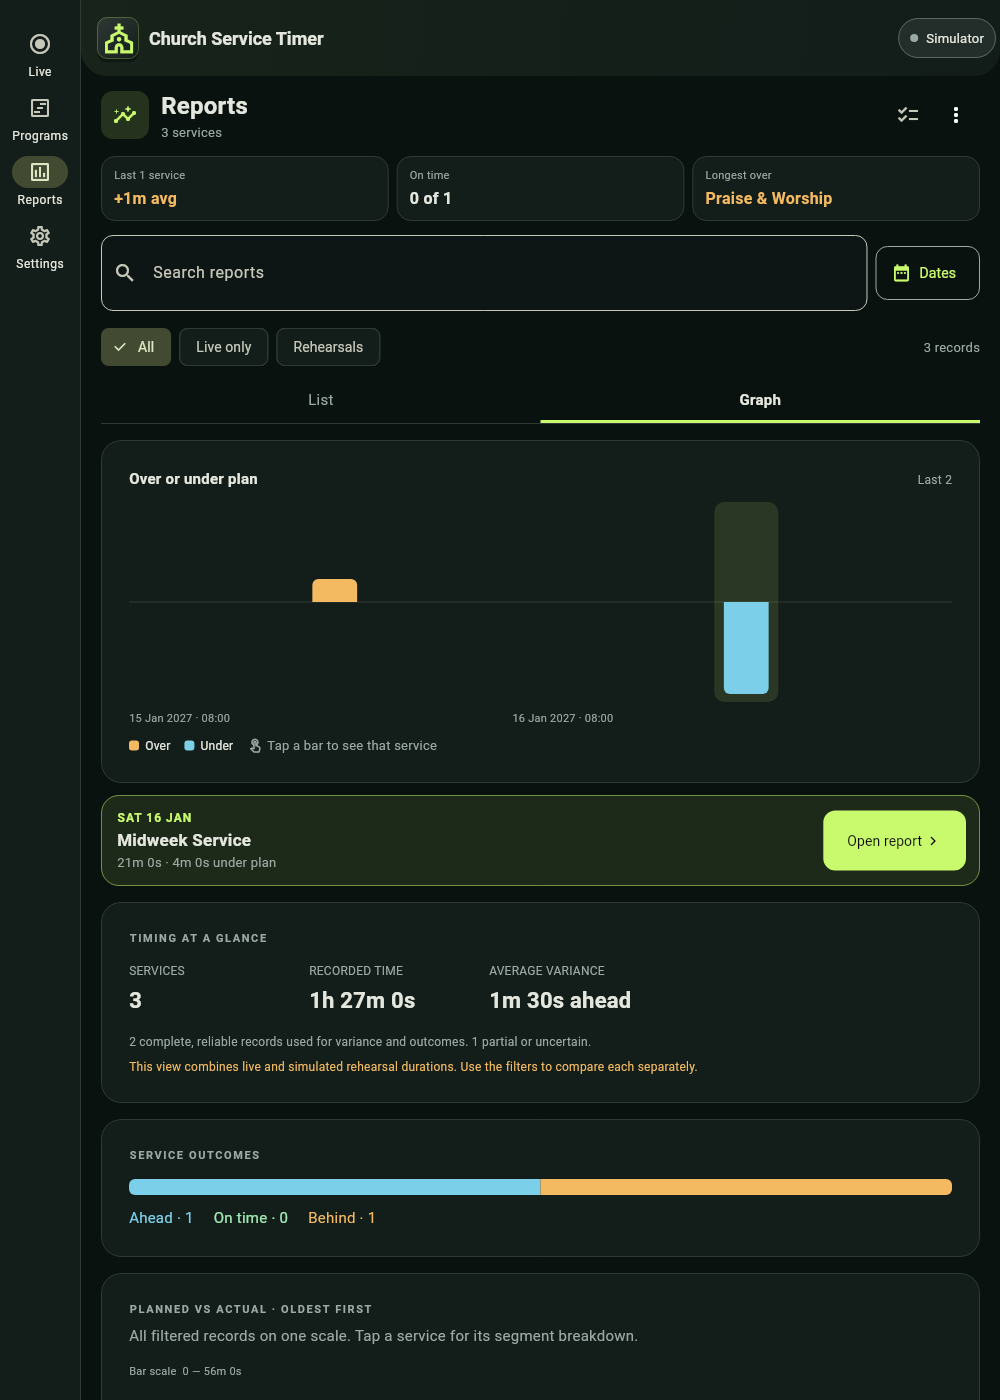 Church Service Timer
Simulator
Live
Programs
Reports
Settings
Reports
3 services
Last 1 service
+1m avg
On time
0 of 1
Longest over
Praise & Worship
Search reports
Dates
All
Live only
Rehearsals
3 records
List
Graph
Over or under plan
Last 2
15 Jan 2027 · 08:00
16 Jan 2027 · 08:00
Over
Under
Tap a bar to see that service
SAT 16 JAN
Midweek Service
21m 0s · 4m 0s under plan
Open report
TIMING AT A GLANCE
SERVICES
3
RECORDED TIME
1h 27m 0s
AVERAGE VARIANCE
1m 30s ahead
2 complete, reliable records used for variance and outcomes. 1 partial or uncertain.
This view combines live and simulated rehearsal durations. Use the filters to compare each separately.
SERVICE OUTCOMES
Ahead · 1
On time · 0
Behind · 1
PLANNED VS ACTUAL · OLDEST FIRST
All filtered records on one scale. Tap a service for its segment breakdown.
Bar scale 0 — 56m 0s